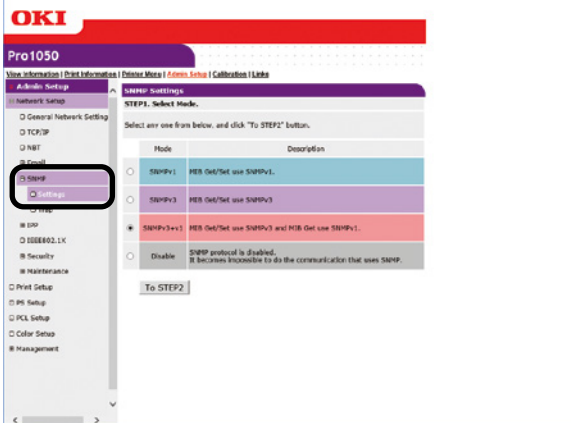 OKI
Pro1050
View Information | Print Information | Printer Menu | Admin Setup | Calibration | Links
Admin Setup
Network Setup
General Network Setting
TCP/IP
NBT
Email
SNMP
Settings
Trap
IPP
IEEE802.1X
Security
Maintenance
Print Setup
PS Setup
PCL Setup
Color Setup
Management
SNMP Settings
STEP1. Select Mode.
Select any one from below, and click "To STEP2" button.
Mode Description
SNMPv1 MIB Get/Set use SNMPv1.
SNMPv3 MIB Get/Set use SNMPv3
SNMPv3+v1 MIB Get/Set use SNMPv3 and MIB Get use SNMPv1.
Disable SNMP protocol is disabled.
It becomes impossible to do the communication that uses SNMP.
To STEP2